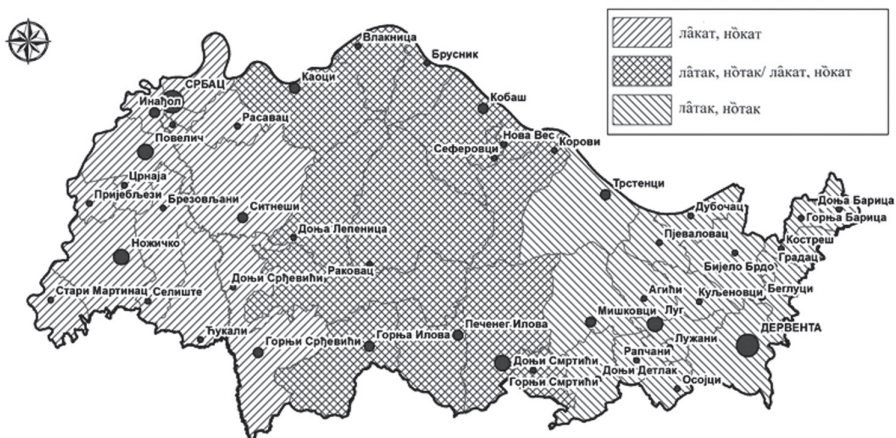 ла̑кат, но̏кат
ла̑так, но̏так/ ла̑кат, но̏кат
ла̑так, но̏так
Влакница
Брусник
СРБАЦ
Каоци
Инађол
Кобаш
Расавац
Повелич
Нова Вес
Корови
Сеферовци
Црнаја
Пријебљези
Брезовљани
Трстенци
Ситнеши
Дубочац
Доња Барица
Горња Барица
Доња Лепеница
Пјеваловац
Костреш
Ножичко
Градац
Раковац
Бијело Брдо
Доњи Срђевићи
Стари Мартинац
Селиште
Агићи
Куљеновци
Беглуци
Мишковци
Луг
Ћукали
Горњи Срђевићи
Горња Илова
Печенег Илова
Лужани
ДЕРВЕНТА
Рапчани
Доњи Смртићи
Доњи Детлак
Горњи Смртићи
Осојци